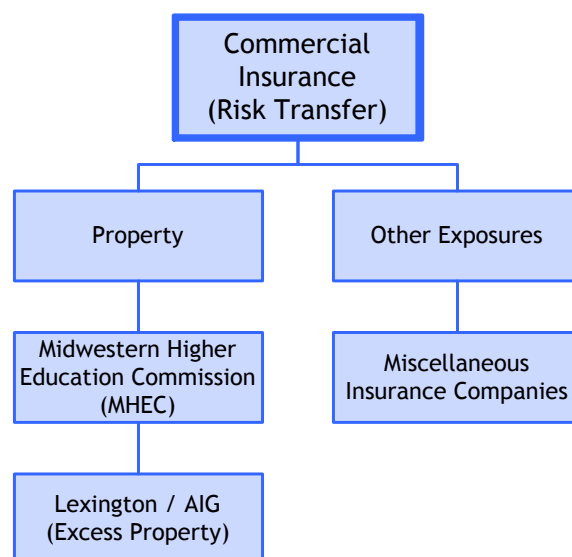 Commercial
Insurance
(Risk Transfer)
Property
Other Exposures
Midwestern Higher
Education Commission
(MHEC)
Miscellaneous
Insurance Companies
Lexington / AIG
(Excess Property)